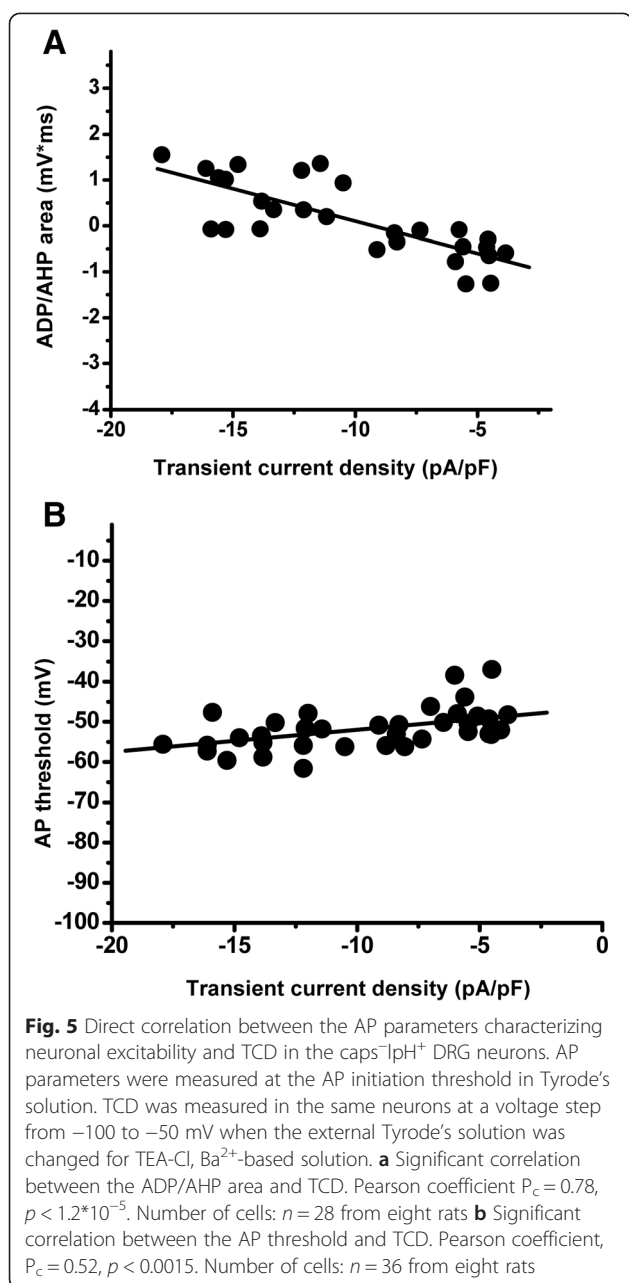 A
3
2
1
0
-1
-2
-3
-4
ADP/AHP area (mV*ms)
-20
-15
-10
-5
Transient current density (pA/pF)
B
-10
-20
-30
-40
-50
-60
-70
-80
-90
-100
AP threshold (mV)
-20
-15
-10
-5
0
Transient current density (pA/pF)
Fig. 5 Direct correlation between the AP parameters characterizing
neuronal excitability and TCD in the caps⁻IpH⁺ DRG neurons. AP
parameters were measured at the AP initiation threshold in Tyrode's
solution. TCD was measured in the same neurons at a voltage step
from −100 to −50 mV when the external Tyrode's solution was
changed for TEA-Cl, Ba²⁺-based solution. a Significant correlation
between the ADP/AHP area and TCD. Pearson coefficient P꜀ = 0.78,
p < 1.2*10⁻⁵. Number of cells: n = 28 from eight rats b Significant
correlation between the AP threshold and TCD. Pearson coefficient,
P꜀ = 0.52, p < 0.0015. Number of cells: n = 36 from eight rats